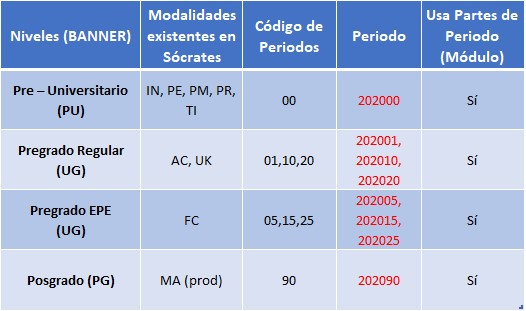 Niveles (BANNER)
Modalidades
existentes en
Sócrates
Código de
Periodos
Periodo
Usa Partes de
Periodo
(Módulo)
Pre – Universitario
(PU)
IN, PE, PM, PR,
TI
00
202000
Sí
Pregrado Regular
(UG)
AC, UK
01,10,20
202001,
202010,
202020
Sí
Pregrado EPE
(UG)
FC
05,15,25
202005,
202015,
202025
Sí
Posgrado (PG)
MA (prod)
90
202090
Sí